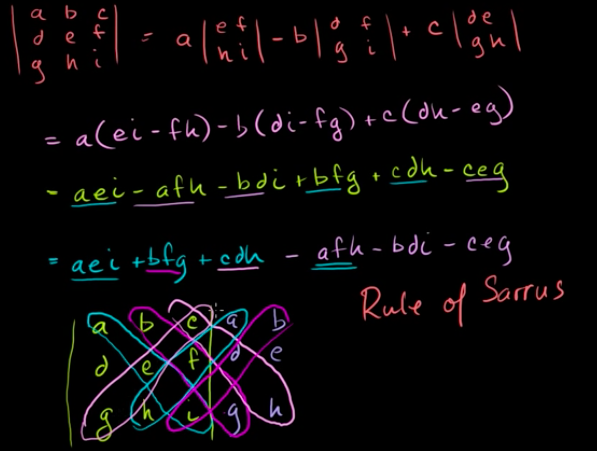 |a b c|
|d e f|
|g h i| = a|e f| - b|d f| + c|d e|
|h i| |g i| |g h|
= a(ei - fh) - b(di - fg) + c(dh - eg)
= aei - afh - bdi + bfg + cdh - ceg
= aei + bfg + cdh - afh - bdi - ceg
Rule of Sarrus
|a b c| a b
|d e f| d e
|g h i| g h